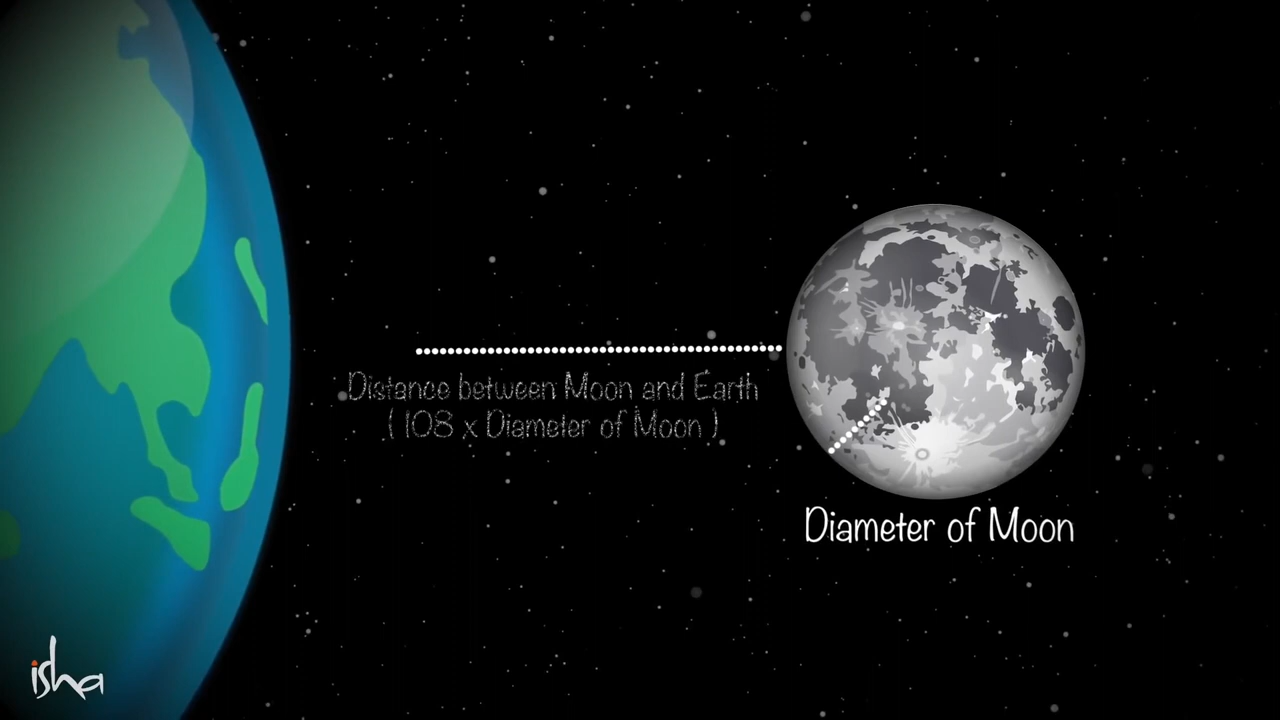 Distance between Moon and Earth
( 108 x Diameter of Moon )
Diameter of Moon
isha